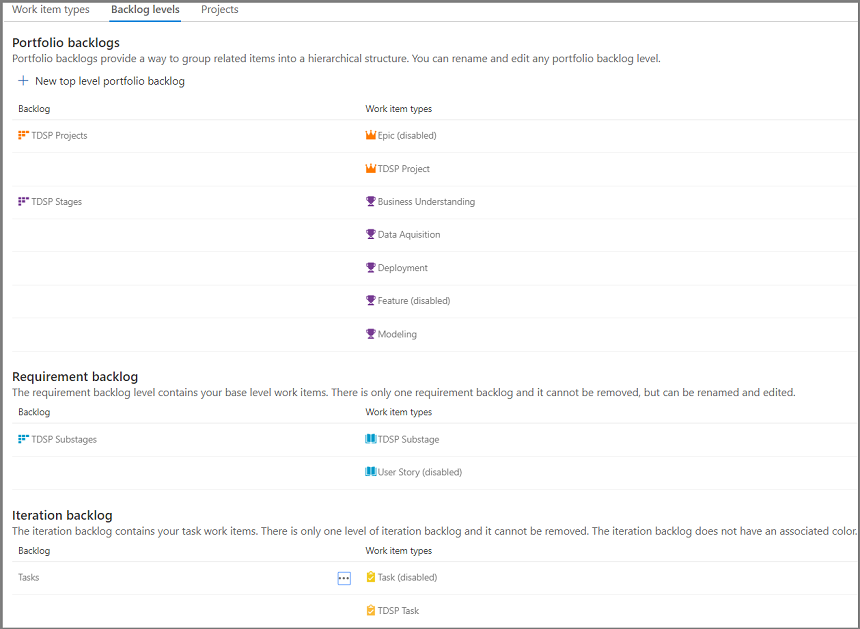 Work item types Backlog levels Projects
Portfolio backlogs
Portfolio backlogs provide a way to group related items into a hierarchical structure. You can rename and edit any portfolio backlog level.
+ New top level portfolio backlog
Backlog Work item types
TDSP Projects Epic (disabled)
TDSP Project
TDSP Stages Business Understanding
Data Aquisition
Deployment
Feature (disabled)
Modeling
Requirement backlog
The requirement backlog level contains your base level work items. There is only one requirement backlog and it cannot be removed, but can be renamed and edited.
Backlog Work item types
TDSP Substages TDSP Substage
User Story (disabled)
Iteration backlog
The iteration backlog contains your task work items. There is only one level of iteration backlog and it cannot be removed. The iteration backlog does not have an associated color.
Backlog Work item types
Tasks ... Task (disabled)
TDSP Task